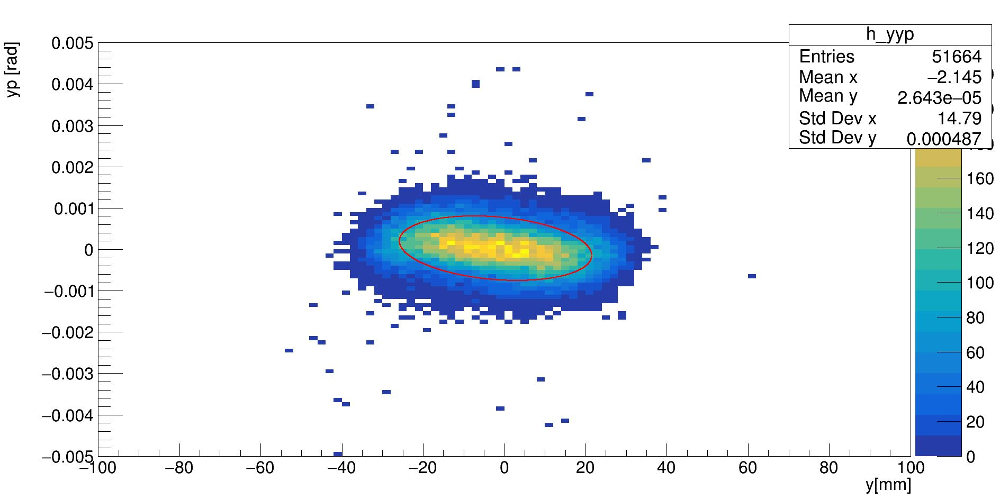 h_yyp
Entries 51664
Mean x −2.145
Mean y 2.643e−05
Std Dev x 14.79
Std Dev y 0.000487
yp [rad]
0.005
0.004
0.003
0.002
0.001
0
−0.001
−0.002
−0.003
−0.004
−0.005
−100 −80 −60 −40 −20 0 20 40 60 80 100
y[mm]
160
140
120
100
80
60
40
20
0